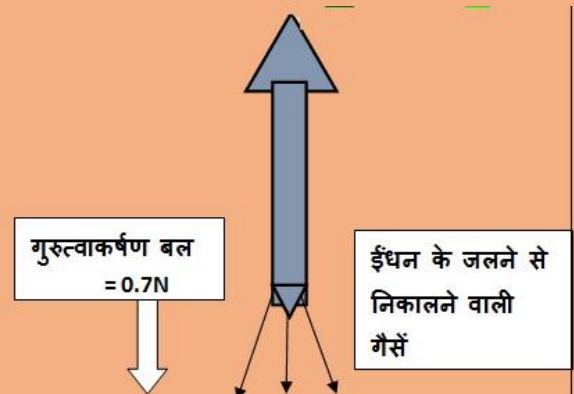 गुरुत्वाकर्षण बल
= 0.7N
ईंधन के जलने से
निकालने वाली
गैसें